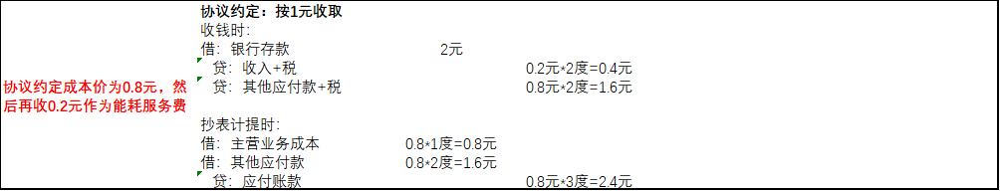 协议约定：按1元收取
收钱时：
借：银行存款 2元
贷：收入+税 0.2元*2度=0.4元
贷：其他应付款+税 0.8元*2度=1.6元
协议约定成本价为0.8元，然
后再收0.2元作为能耗服务费
抄表计提时：
借：主营业务成本 0.8*1度=0.8元
借：其他应付款 0.8*2度=1.6元
贷：应付账款 0.8元*3度=2.4元